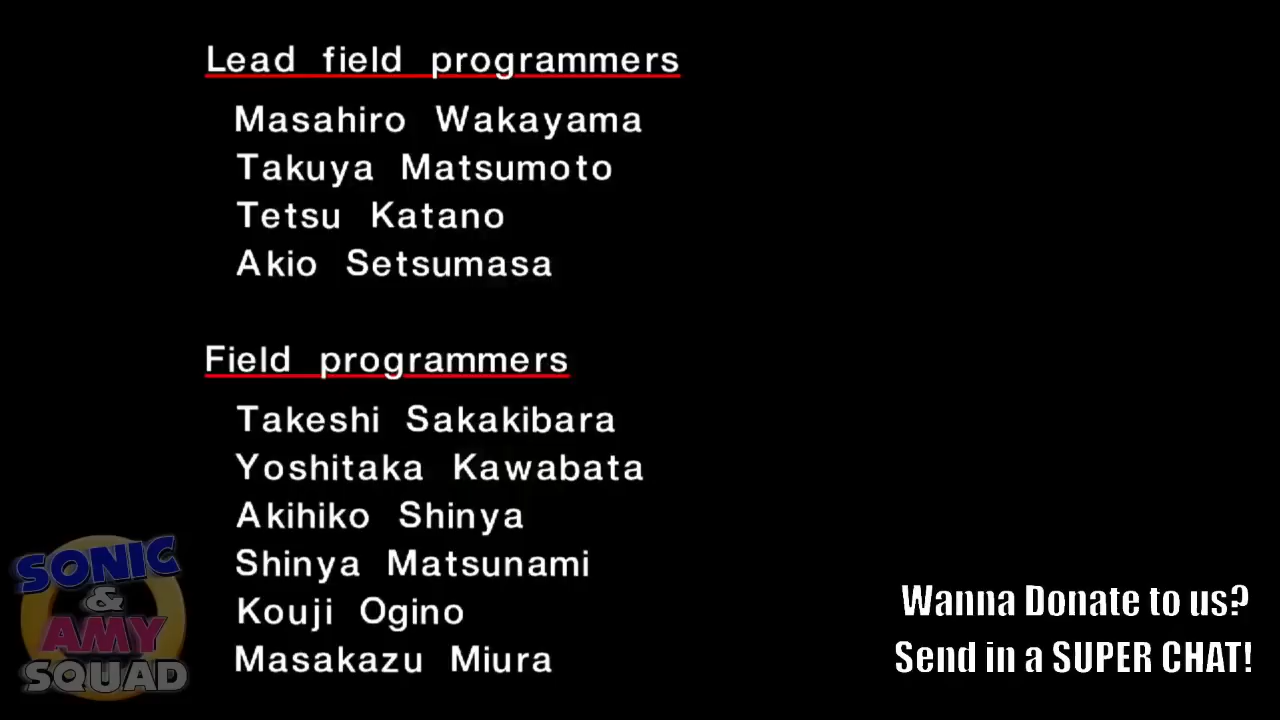 Lead field programmers
Masahiro Wakayama
Takuya Matsumoto
Tetsu Katano
Akio Setsumasa
Field programmers
Takeshi Sakakibara
Yoshitaka Kawabata
Akihiko Shinya
Shinya Matsunami
Kouji Ogino
Masakazu Miura
SONIC
&
AMY
SQUAD
Wanna Donate to us?
Send in a SUPER CHAT!